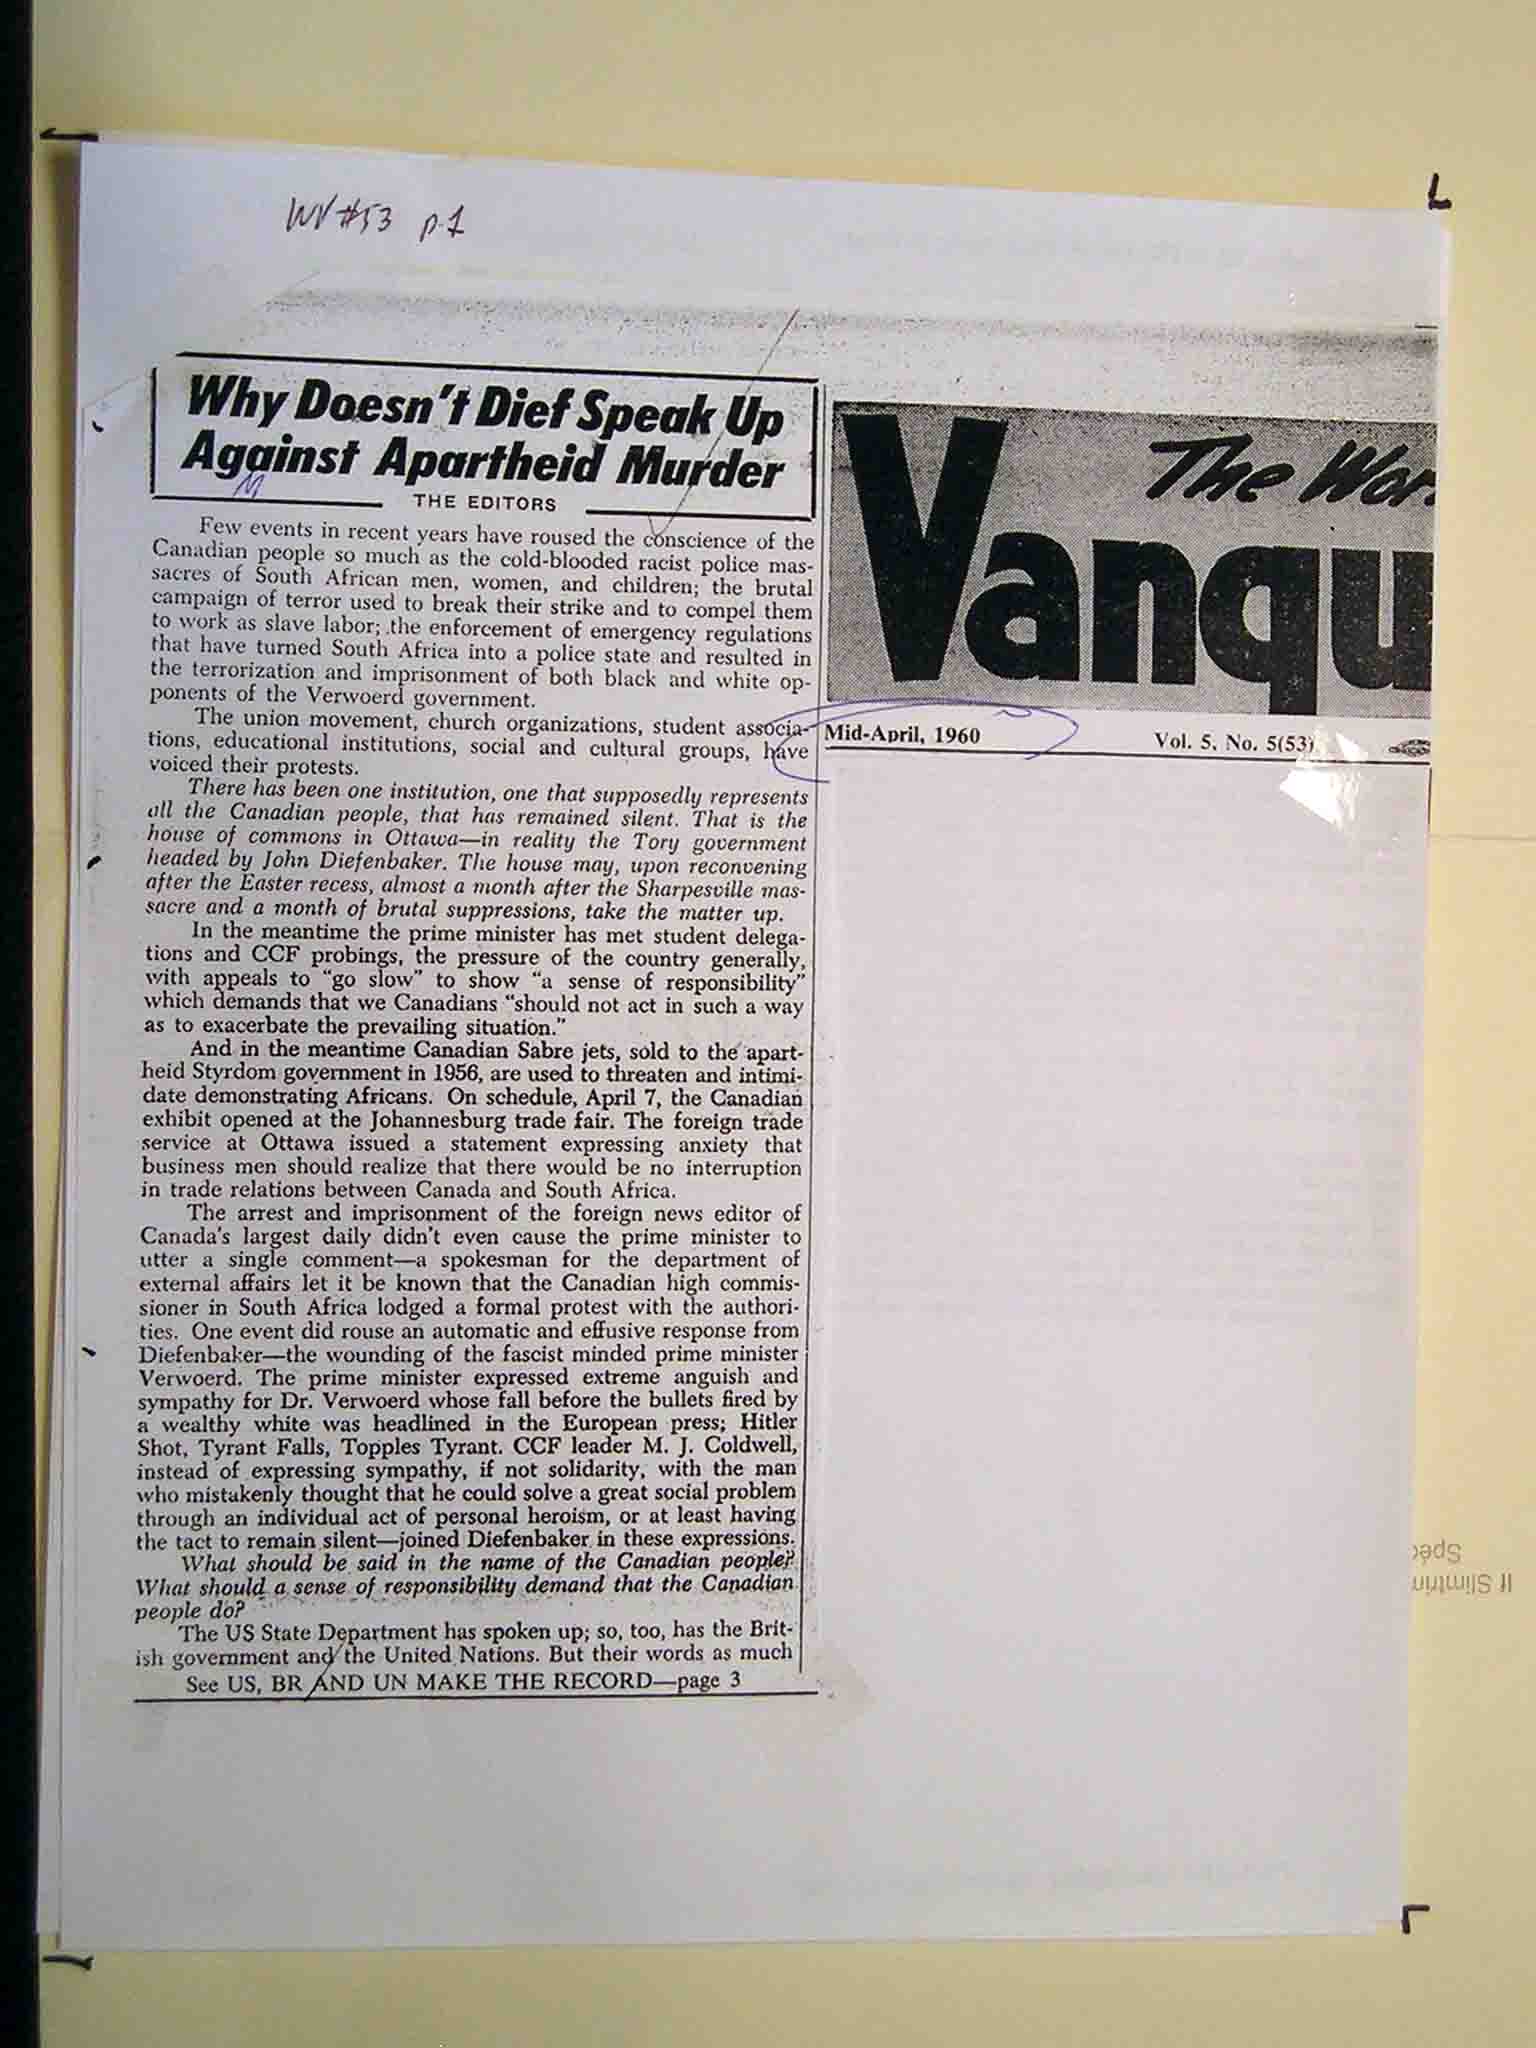 WV #53 p.1
Why Doesn't Dief Speak Up
Against Apartheid Murder
THE EDITORS
Few events in recent years have roused the conscience of the
Canadian people so much as the cold-blooded racist police mas-
sacres of South African men, women, and children; the brutal
campaign of terror used to break their strike and to compel them
to work as slave labor; the enforcement of emergency regulations
that have turned South Africa into a police state and resulted in
the terrorization and imprisonment of both black and white op-
ponents of the Verwoerd government.
The union movement, church organizations, student associa-
tions, educational institutions, social and cultural groups, have
voiced their protests.
There has been one institution, one that supposedly represents
all the Canadian people, that has remained silent. That is the
house of commons in Ottawa—in reality the Tory government
headed by John Diefenbaker. The house may, upon reconvening
after the Easter recess, almost a month after the Sharpesville mas-
sacre and a month of brutal suppressions, take the matter up.
In the meantime the prime minister has met student delega-
tions and CCF probings, the pressure of the country generally,
with appeals to "go slow" to show "a sense of responsibility"
which demands that we Canadians "should not act in such a way
as to exacerbate the prevailing situation."
And in the meantime Canadian Sabre jets, sold to the apart-
heid Styrdom government in 1956, are used to threaten and intimi-
date demonstrating Africans. On schedule, April 7, the Canadian
exhibit opened at the Johannesburg trade fair. The foreign trade
service at Ottawa issued a statement expressing anxiety that
business men should realize that there would be no interruption
in trade relations between Canada and South Africa.
The arrest and imprisonment of the foreign news editor of
Canada's largest daily didn't even cause the prime minister to
utter a single comment—a spokesman for the department of
external affairs let it be known that the Canadian high commis-
sioner in South Africa lodged a formal protest with the authori-
ties. One event did rouse an automatic and effusive response from
Diefenbaker—the wounding of the fascist minded prime minister
Verwoerd. The prime minister expressed extreme anguish and
sympathy for Dr. Verwoerd whose fall before the bullets fired by
a wealthy white was headlined in the European press; Hitler
Shot, Tyrant Falls, Topples Tyrant. CCF leader M. J. Coldwell,
instead of expressing sympathy, if not solidarity, with the man
who mistakenly thought that he could solve a great social problem
through an individual act of personal heroism, or at least having
the tact to remain silent—joined Diefenbaker in these expressions.
What should be said in the name of the Canadian people?
What should a sense of responsibility demand that the Canadian
people do?
The US State Department has spoken up; so, too, has the Brit-
ish government and the United Nations. But their words as much
See US, BR AND UN MAKE THE RECORD—page 3
The Wor
Vanqu
Mid-April, 1960 Vol. 5, No. 5(53)
If Slimtrim
Spéc